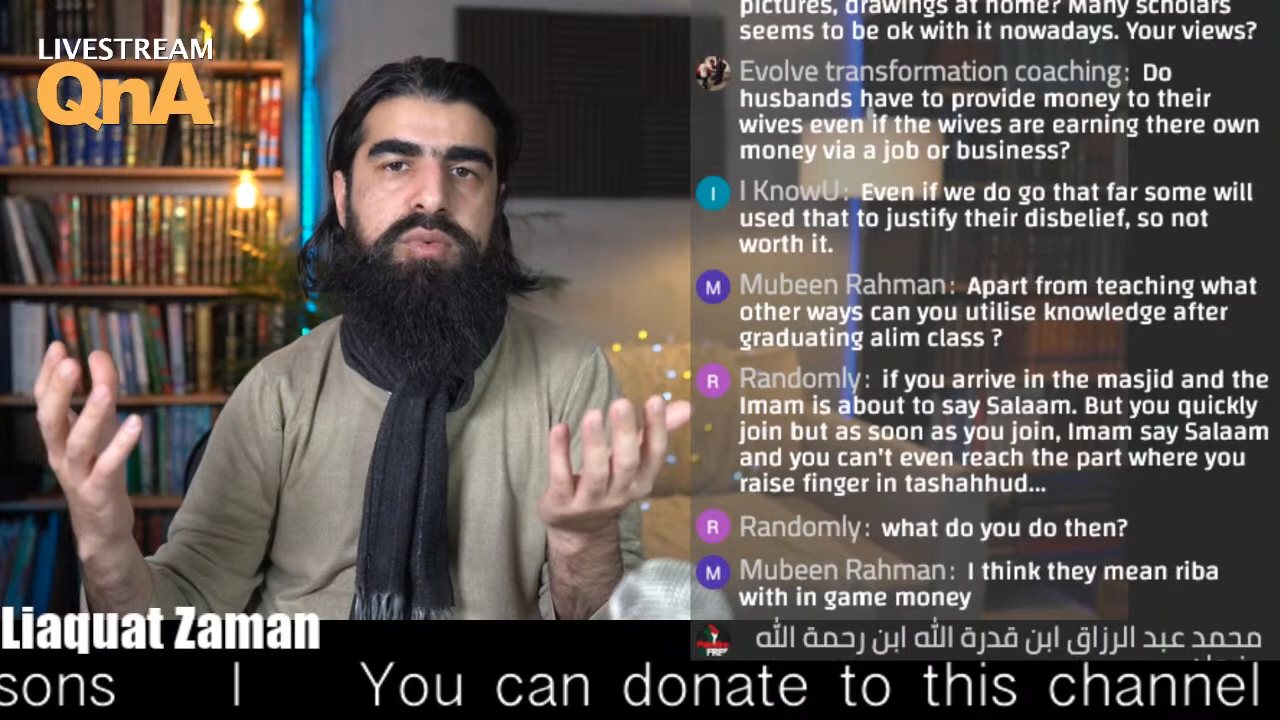 LIVESTREAM
QnA
pictures, drawings at home? Many scholars
seems to be ok with it nowadays. Your views?
Evolve transformation coaching: Do
husbands have to provide money to their
wives even if the wives are earning there own
money via a job or business?
I
I KnowU: Even if we do go that far some will
used that to justify their disbelief, so not
worth it.
M
Mubeen Rahman: Apart from teaching what
other ways can you utilise knowledge after
graduating alim class ?
R
Randomly: if you arrive in the masjid and the
Imam is about to say Salaam. But you quickly
join but as soon as you join, Imam say Salaam
and you can't even reach the part where you
raise finger in tashahhud...
R
Randomly: what do you do then?
M
Mubeen Rahman: I think they mean riba
with in game money
محمد عبد الرزاق ابن قدرة الله ابن رحمة الله
Liaquat Zaman
sons | You can donate to this channel